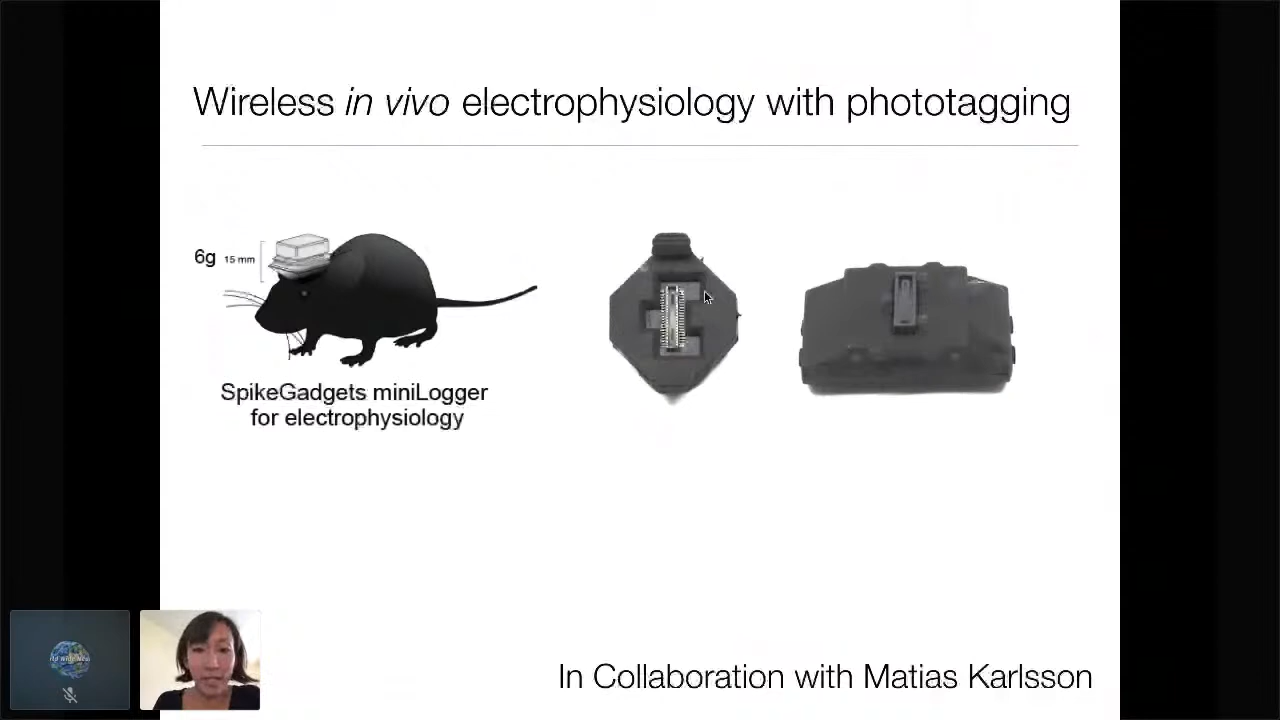 Wireless in vivo electrophysiology with phototagging
6g 15 mm
SpikeGadgets miniLogger
for electrophysiology
In Collaboration with Matias Karlsson